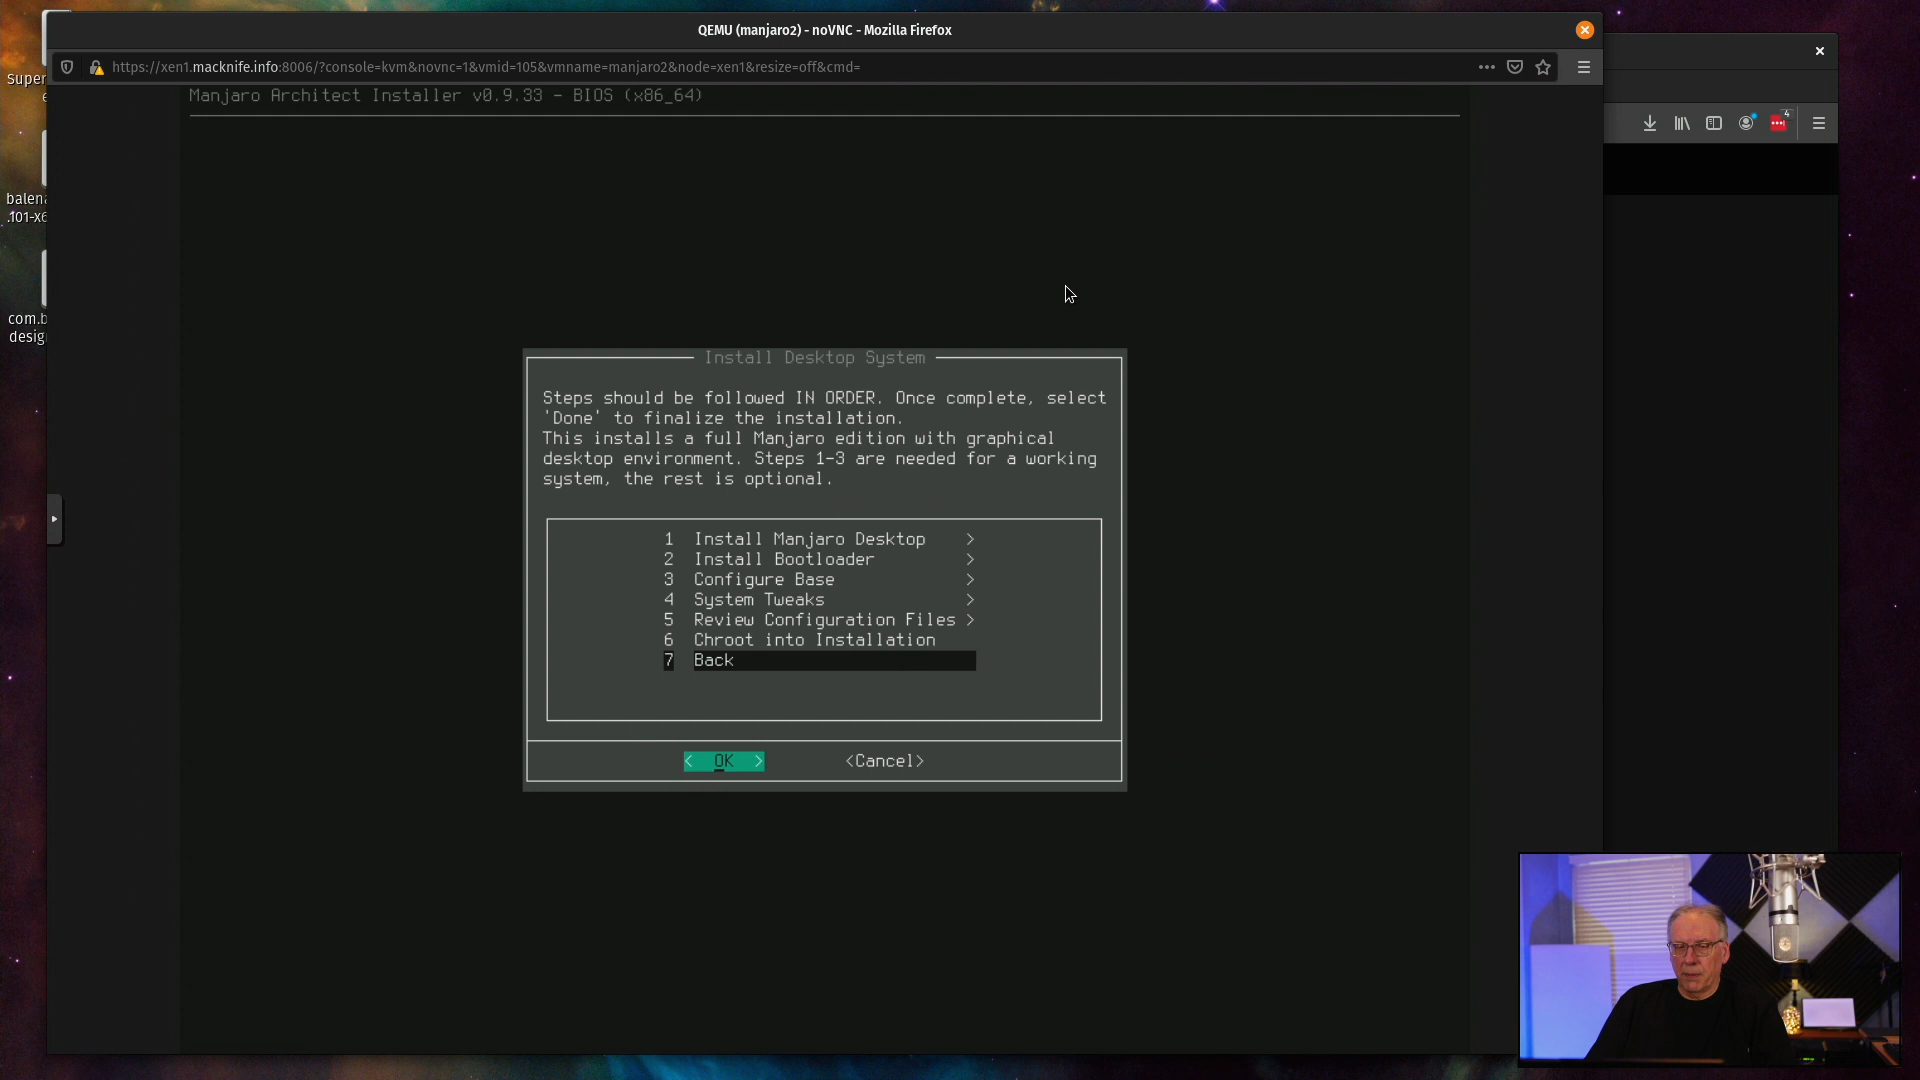 QEMU (manjaro2) - noVNC - Mozilla Firefox
https://xen1.macknife.info:8006/?console=kvm&novnc=1&vmid=105&vmname=manjaro2&node=xen1&resize=off&cmd=
4
Manjaro Architect Installer v0.9.33 - BIOS (x86_64)
Super
e
balena
.101-x6
com.b
desig
Install Desktop System
Steps should be followed IN ORDER. Once complete, select
'Done' to finalize the installation.
This installs a full Manjaro edition with graphical
desktop environment. Steps 1-3 are needed for a working
system, the rest is optional.
1 Install Manjaro Desktop >
2 Install Bootloader >
3 Configure Base >
4 System Tweaks >
5 Review Configuration Files >
6 Chroot into Installation
7 Back
< OK > <Cancel>